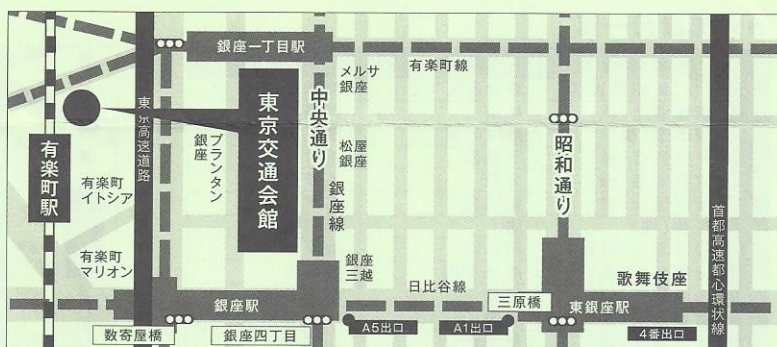 銀座一丁目駅
有楽町線
メルサ
銀座
東京高速道路
東京交通会館
中央通り
プランタン
銀座
松屋
銀座
昭和通り
有楽町駅
有楽町
イトシア
銀座線
首都高速都心環状線
有楽町
マリオン
銀座
三越
日比谷線
歌舞伎座
銀座駅
三原橋
東銀座駅
数寄屋橋
銀座四丁目
A5出口
A1出口
4番出口